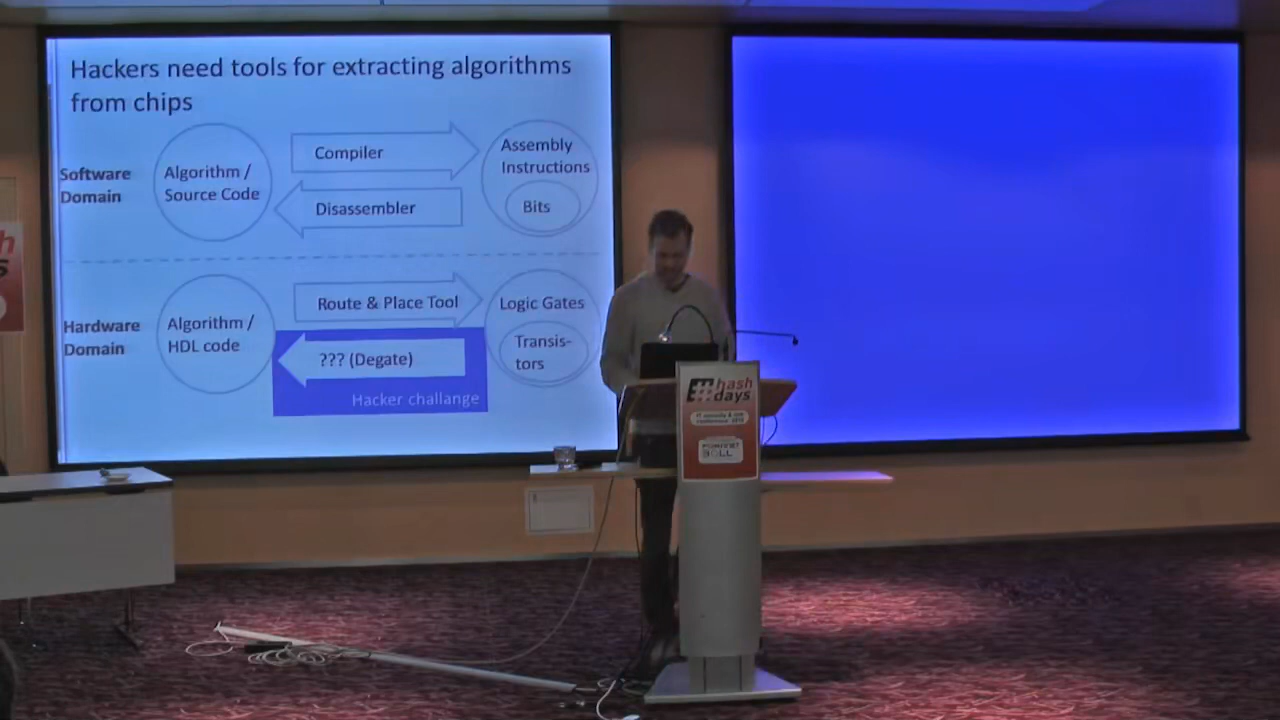 Hackers need tools for extracting algorithms
from chips
Software
Domain
Algorithm /
Source Code
Compiler
Disassembler
Assembly
Instructions
Bits
Hardware
Domain
Algorithm /
HDL code
Route & Place Tool
??? (Degate)
Hacker challange
Logic Gates
Transis-
tors
#hash
days
BOLL